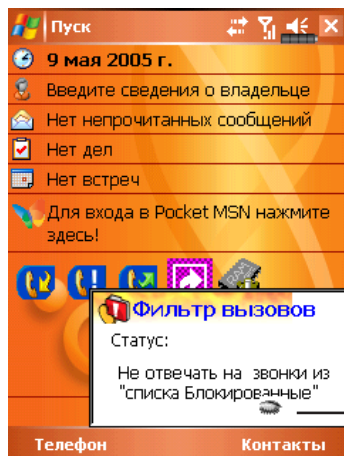 Пуск
9 мая 2005 г.
Введите сведения о владельце
Нет непрочитанных сообщений
Нет дел
Нет встреч
Для входа в Pocket MSN нажмите
здесь!
Фильтр вызовов
Статус:
Не отвечать на звонки из
"списка Блокированные"
Телефон
Контакты